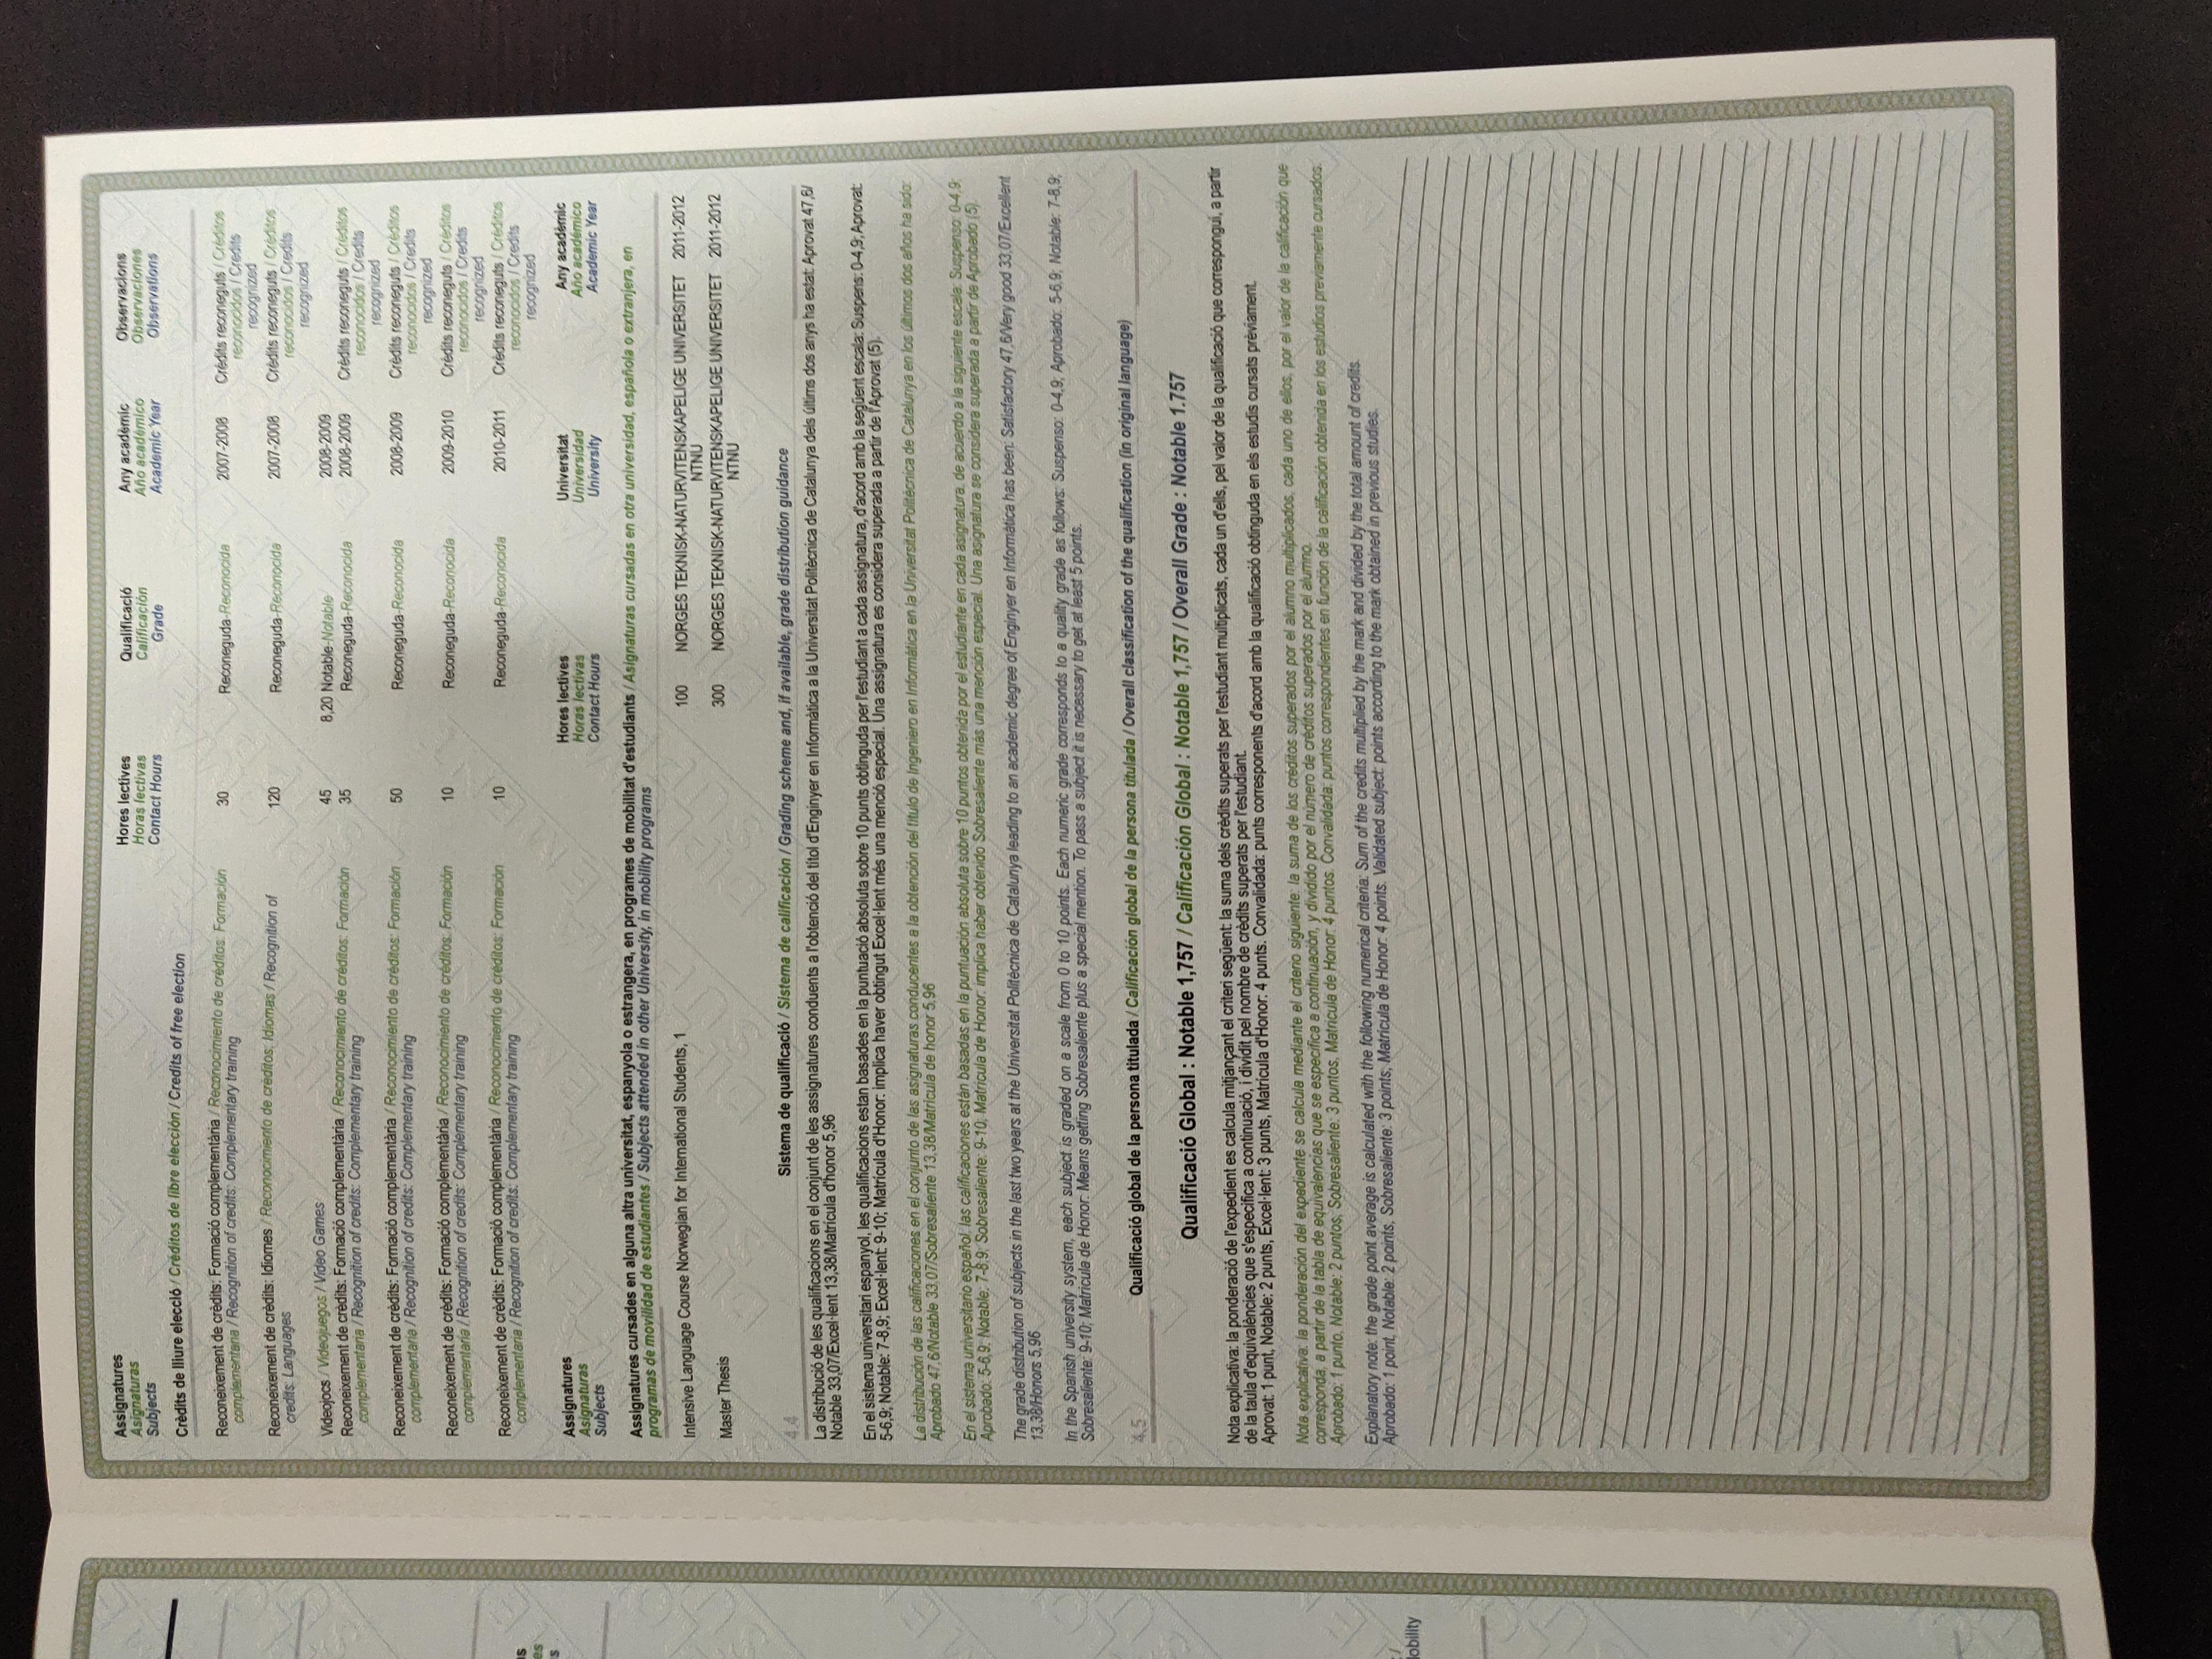 Assignatures
Asignaturas
Subjects
Hores lectives
Horas lectivas
Contact Hours
Qualificació
Calificación
Grade
Any acadèmic
Año académico
Academic Year
Observacions
Observaciones
Observations
Crèdits de lliure elecció / Créditos de libre elección / Credits of free election
Reconeixement de crèdits: Formació complementària / Reconocimiento de créditos: Formación 30 Reconeguda-Reconocida 2007-2008 Crèdits reconeguts / Créditos
complementaria / Recognition of credits: Complementary training reconocidos / Credits
recognized
Reconeixement de crèdits: Idiomes / Reconocimiento de créditos: Idiomas / Recognition of 120 Reconeguda-Reconocida 2007-2008 Crèdits reconeguts / Créditos
credits: Languages reconocidos / Credits
recognized
Videojocs / Videojuegos / Video Games 45 8,20 Notable-Notable 2008-2009
Reconeixement de crèdits: Formació complementària / Reconocimiento de créditos: Formación 35 Reconeguda-Reconocida 2008-2009 Crèdits reconeguts / Créditos
complementaria / Recognition of credits: Complementary training reconocidos / Credits
recognized
Reconeixement de crèdits: Formació complementària / Reconocimiento de créditos: Formación 50 Reconeguda-Reconocida 2008-2009 Crèdits reconeguts / Créditos
complementaria / Recognition of credits: Complementary training reconocidos / Credits
recognized
Reconeixement de crèdits: Formació complementària / Reconocimiento de créditos: Formación 10 Reconeguda-Reconocida 2009-2010 Crèdits reconeguts / Créditos
complementaria / Recognition of credits: Complementary training reconocidos / Credits
recognized
Reconeixement de crèdits: Formació complementària / Reconocimiento de créditos: Formación 10 Reconeguda-Reconocida 2010-2011 Crèdits reconeguts / Créditos
complementaria / Recognition of credits: Complementary training reconocidos / Credits
recognized
Assignatures
Asignaturas
Subjects
Hores lectives
Horas lectivas
Contact Hours
Universitat
Universidad
University
Any acadèmic
Año académico
Academic Year
Assignatures cursades en alguna altra universitat, espanyola o estrangera, en programes de mobilitat d'estudiants / Asignaturas cursadas en otra universidad, española o extranjera, en
programas de movilidad de estudiantes / Subjects attended in other University, in mobility programs
Intensive Language Course Norwegian for International Students, 1 100 NORGES TEKNISK-NATURVITENSKAPELIGE UNIVERSITET 2011-2012
NTNU
Master Thesis 300 NORGES TEKNISK-NATURVITENSKAPELIGE UNIVERSITET 2011-2012
NTNU
4.4 Sistema de qualificació / Sistema de calificación / Grading scheme and, if available, grade distribution guidance
La distribució de les qualificacions en el conjunt de les assignatures conduents a l'obtenció del títol d'Enginyer en Informàtica a la Universitat Politècnica de Catalunya dels últims dos anys ha estat: Aprovat 47,6/
Notable 33,07/Excel·lent 13,38/Matrícula d'honor 5,96
En el sistema universitari espanyol, les qualificacions estan basades en la puntuació absoluta sobre 10 punts obtinguda per l'estudiant a cada assignatura, d'acord amb la següent escala: Suspens: 0-4,9; Aprovat:
5-6,9; Notable: 7-8,9; Excel·lent: 9-10; Matrícula d'Honor: implica haver obtingut Excel·lent més una menció especial. Una assignatura es considera superada a partir de l'Aprovat (5).
La distribución de las calificaciones en el conjunto de las asignaturas conducentes a la obtención del título de Ingeniero en Informática en la Universitat Politècnica de Catalunya en los últimos dos años ha sido:
Aprobado 47,6/Notable 33,07/Sobresaliente 13,38/Matrícula de honor 5,96
En el sistema universitario español, las calificaciones están basadas en la puntuación absoluta sobre 10 puntos obtenida por el estudiante en cada asignatura, de acuerdo a la siguiente escala: Suspenso: 0-4,9;
Aprobado: 5-6,9; Notable: 7-8,9; Sobresaliente: 9-10; Matrícula de Honor: implica haber obtenido Sobresaliente más una mención especial. Una asignatura se considera superada a partir de Aprobado (5).
The grade distribution of subjects in the last two years at the Universitat Politècnica de Catalunya leading to an academic degree of Enginyer en Informàtica has been: Satisfactory 47,6/Very good 33,07/Excellent
13,38/Honors 5,96
In the Spanish university system, each subject is graded on a scale from 0 to 10 points. Each numeric grade corresponds to a quality grade as follows: Suspenso: 0-4,9; Aprobado: 5-6,9; Notable: 7-8,9;
Sobresaliente: 9-10; Matricula de Honor: Means getting Sobresaliente plus a special mention. To pass a subject it is necessary to get at least 5 points.
4.5 Qualificació global de la persona titulada / Calificación global de la persona titulada / Overall classification of the qualification (in original language)
Qualificació Global : Notable 1,757 / Calificación Global : Notable 1,757 / Overall Grade : Notable 1.757
Nota explicativa: la ponderació de l'expedient es calcula mitjançant el criteri següent: la suma dels crèdits superats per l'estudiant multiplicats, cada un d'ells, pel valor de la qualificació que correspongui, a partir
de la taula d'equivalències que s'especifica a continuació, i dividit pel nombre de crèdits superats per l'estudiant.
Aprovat: 1 punt, Notable: 2 punts, Excel·lent: 3 punts, Matrícula d'Honor: 4 punts. Convalidada: punts corresponents d'acord amb la qualificació obtinguda en els estudis cursats prèviament.
Nota explicativa: la ponderación del expediente se calcula mediante el criterio siguiente: la suma de los créditos superados por el alumno multiplicados, cada uno de ellos, por el valor de la calificación que
corresponda, a partir de la tabla de equivalencias que se especifica a continuación, y dividido por el número de créditos superados por el alumno.
Aprobado: 1 punto, Notable: 2 puntos, Sobresaliente: 3 puntos, Matrícula de Honor: 4 puntos. Convalidada: puntos correspondientes en función de la calificación obtenida en los estudios previamente cursados.
Explanatory note: the grade point average is calculated with the following numerical criteria: Sum of the credits multiplied by the mark and divided by the total amount of credits.
Aprobado: 1 point, Notable: 2 points, Sobresaliente: 3 points, Matricula de Honor: 4 points. Validated subject: points according to the mark obtained in previous studies.